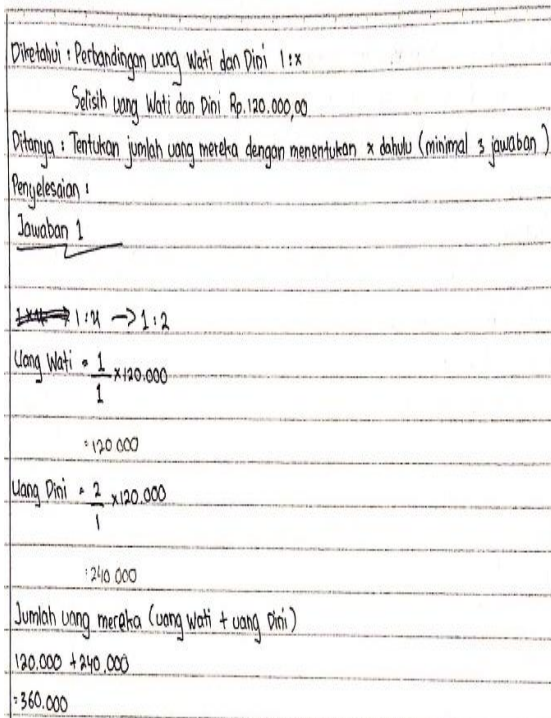 Diketahui : Perbandingan uang Wati dan Dini 1:x
Selisih uang Wati dan Dini Rp.120.000,00
Ditanya : Tentukan jumlah uang mereka dengan menentukan x dahulu (minimal 3 jawaban)
Penyelesaian :
Jawaban 1
1:x → 1:2
Uang Wati = 1/1 x 120.000
= 120 000
Uang Dini = 2/1 x 120.000
= 240 000
Jumlah uang mereka (uang Wati + uang Dini)
120.000 + 240.000
= 360.000